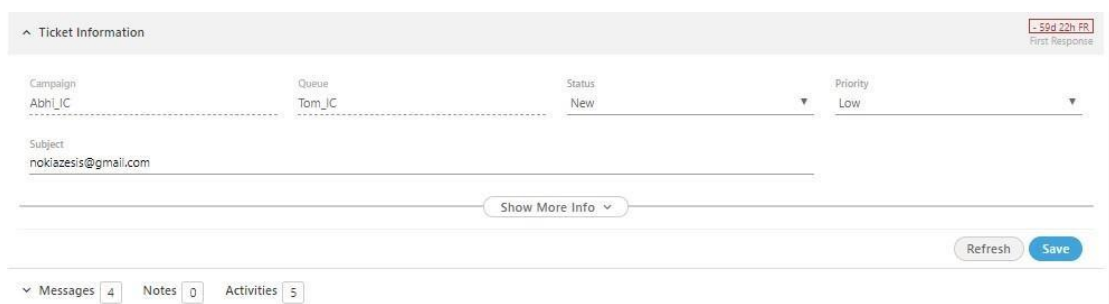 Ticket Information
- 59d 22h FR
First Response
Campaign Queue Status Priority
Abhi_IC Tom_IC New Low
Subject
nokiazesis@gmail.com
Show More Info
Refresh Save
Messages 4 Notes 0 Activities 5